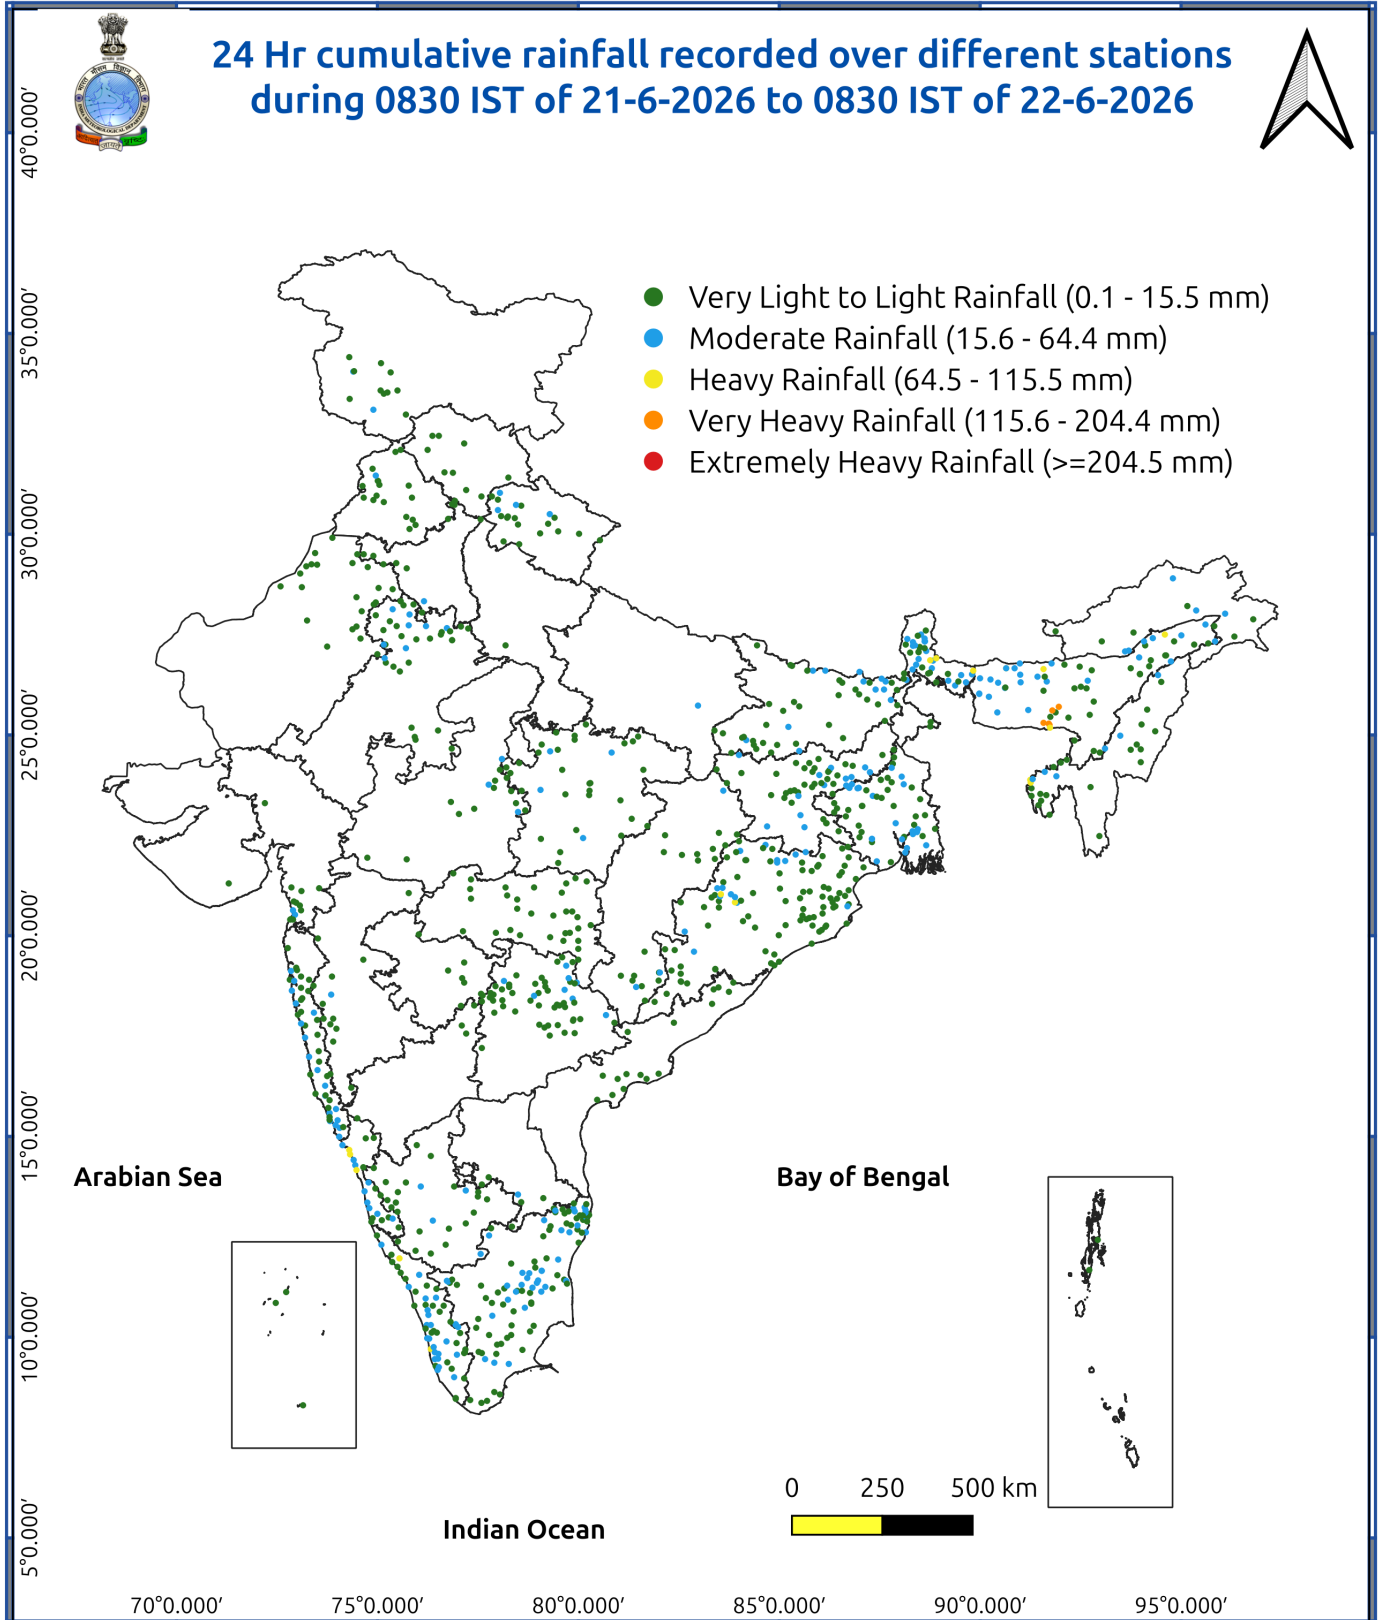 24 Hr cumulative rainfall recorded over different stations
during 0830 IST of 21-6-2026 to 0830 IST of 22-6-2026
Very Light to Light Rainfall (0.1 - 15.5 mm)
Moderate Rainfall (15.6 - 64.4 mm)
Heavy Rainfall (64.5 - 115.5 mm)
Very Heavy Rainfall (115.6 - 204.4 mm)
Extremely Heavy Rainfall (>=204.5 mm)
40°0.000′
35°0.000′
30°0.000′
25°0.000′
20°0.000′
15°0.000′
10°0.000′
5°0.000′
Arabian Sea
Bay of Bengal
Indian Ocean
0 250 500 km
70°0.000′ 75°0.000′ 80°0.000′ 85°0.000′ 90°0.000′ 95°0.000′